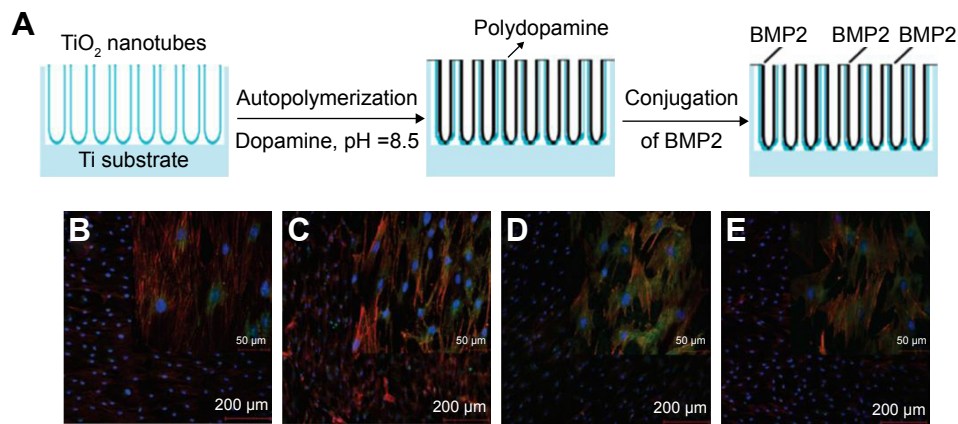 A
TiO2 nanotubes
Ti substrate
Autopolymerization
Dopamine, pH =8.5
Polydopamine
Conjugation
of BMP2
BMP2 BMP2 BMP2
B
50 µm
200 µm
C
50 µm
200 µm
D
50 µm
200 µm
E
50 µm
200 µm